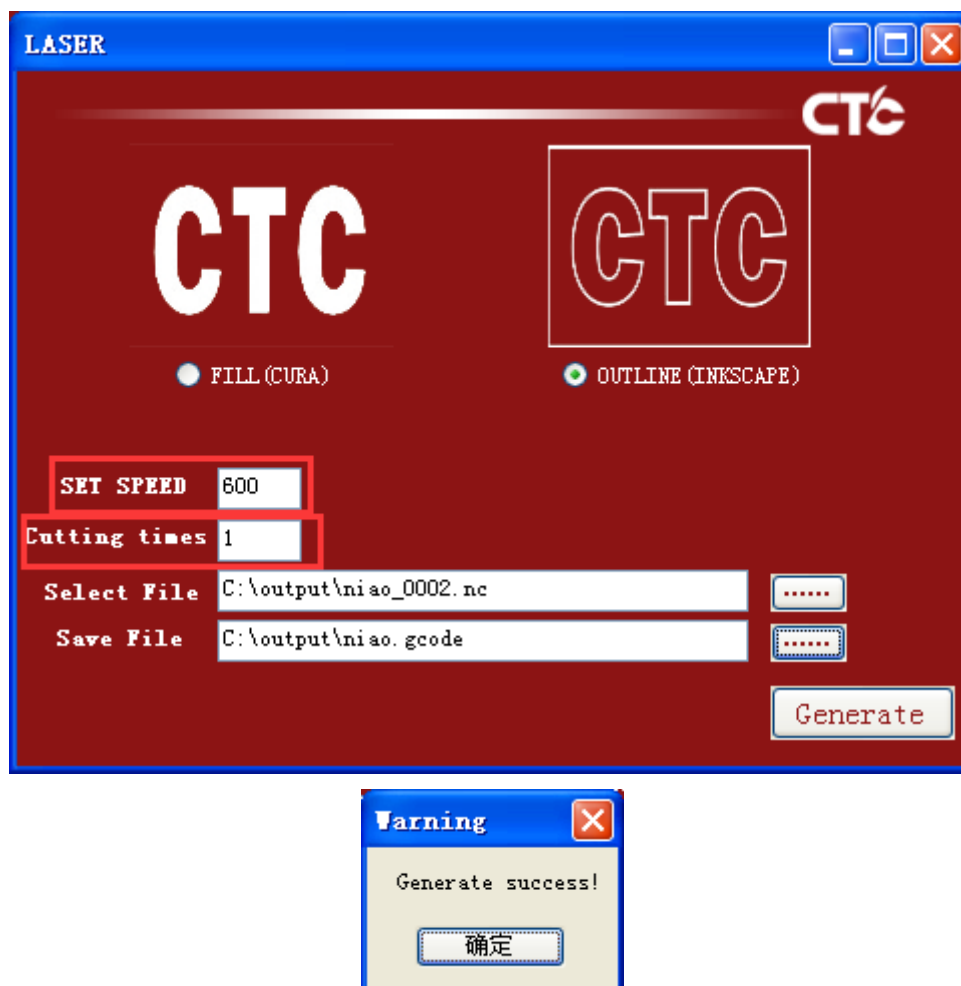 LASER
CTC
CTC CTC
FILL(CURA) OUTLINE(INKSCAPE)
SET SPEED 600
Cutting times 1
Select File C:\output\niao_0002.nc ......
Save File C:\output\niao.gcode ......
Generate
Warning
Generate success!
确定